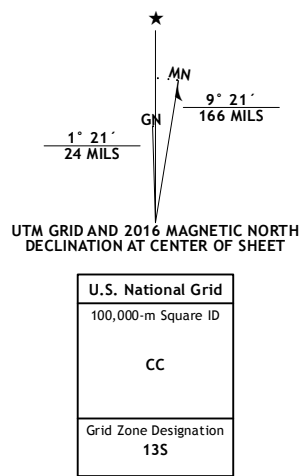 ★
MN
GN
9° 21´
166 MILS
1° 21´
24 MILS
UTM GRID AND 2016 MAGNETIC NORTH
DECLINATION AT CENTER OF SHEET
U.S. National Grid
100,000-m Square ID
CC
Grid Zone Designation
13S